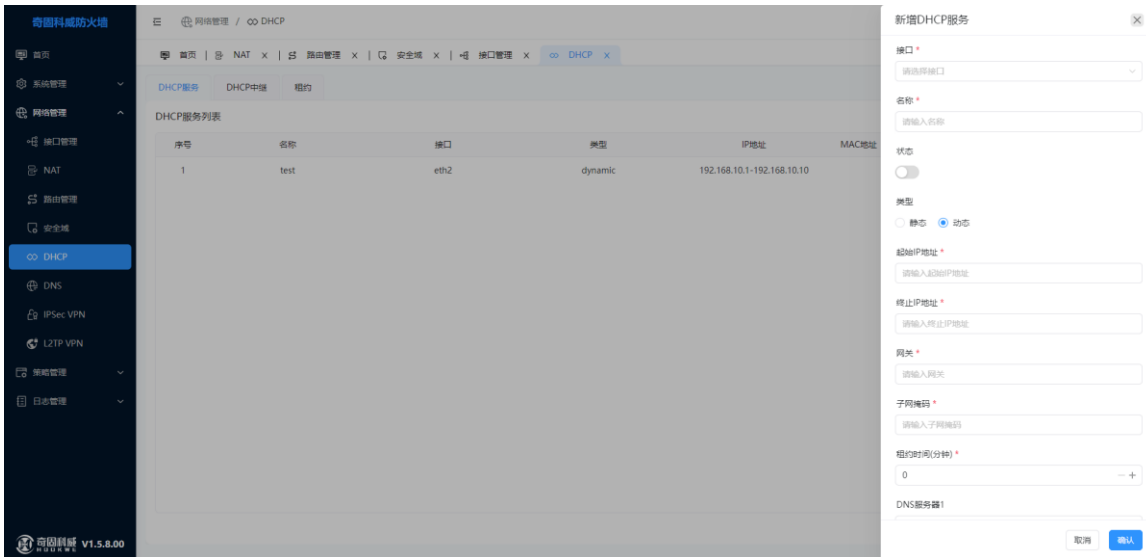 奇固科威防火墙
网络管理 / DHCP
首页 | NAT × | 路由管理 × | 安全域 × | 接口管理 × DHCP ×
首页
系统管理
网络管理
接口管理
NAT
路由管理
安全域
DHCP
DNS
IPSec VPN
L2TP VPN
策略管理
日志管理
奇固科威 V1.5.8.00
HUUKWE
DHCP服务 DHCP中继 租约
DHCP服务列表
序号 名称 接口 类型 IP地址 MAC地址
1 test eth2 dynamic 192.168.10.1-192.168.10.10
新增DHCP服务
接口 *
请选择接口
名称 *
请输入名称
状态
类型
静态 动态
起始IP地址 *
请输入起始IP地址
终止IP地址 *
请输入终止IP地址
网关 *
请输入网关
子网掩码 *
请输入子网掩码
租约时间(分钟) *
0
DNS服务器1
取消 确认